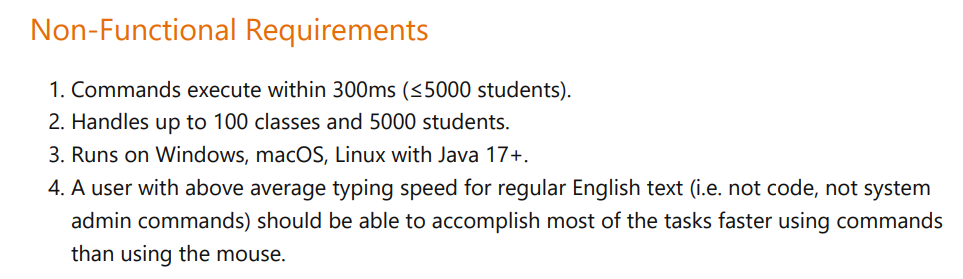 Non-Functional Requirements
1. Commands execute within 300ms (≤5000 students).
2. Handles up to 100 classes and 5000 students.
3. Runs on Windows, macOS, Linux with Java 17+.
4. A user with above average typing speed for regular English text (i.e. not code, not system
admin commands) should be able to accomplish most of the tasks faster using commands
than using the mouse.